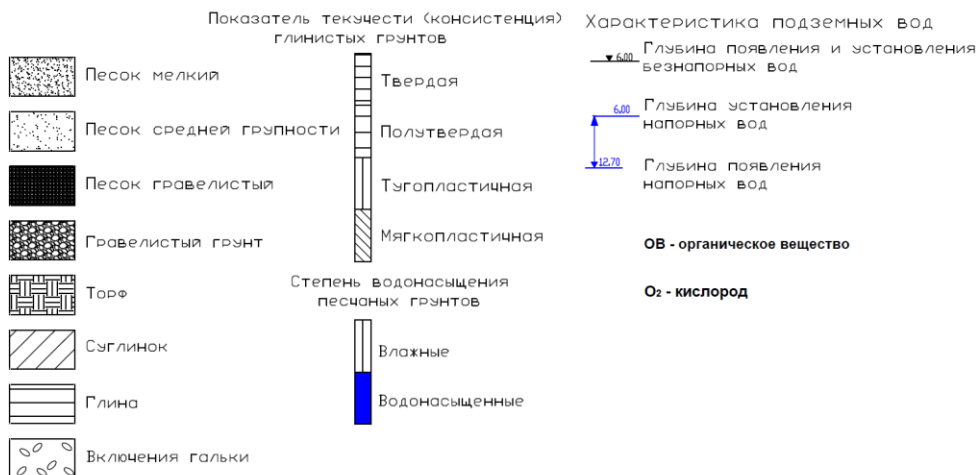 Песок мелкий
Песок средней групности
Песок гравелистый
Гравелистый грунт
Торф
Суглинок
Глина
Включения гальки
Показатель текучести (консистенция)
глинистых грунтов
Твердая
Полутвердая
Тугопластичная
Мягкопластичная
Степень водонасыщения
песчаных грунтов
Влажные
Водонасыщенные
Характеристика подземных вод
6,00 Глубина появления и установления
безнапорных вод
6,00 Глубина установления
напорных вод
12,70 Глубина появления
напорных вод
ОВ - органическое вещество
О₂ - кислород